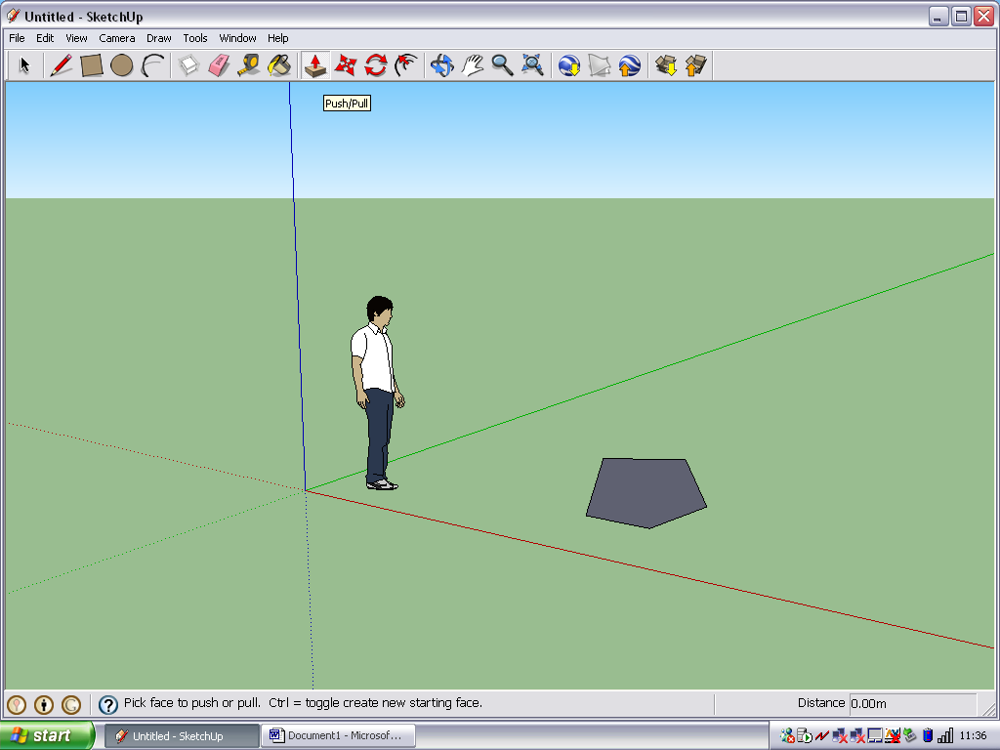 Untitled - SketchUp
File Edit View Camera Draw Tools Window Help
Push/Pull
Pick face to push or pull. Ctrl = toggle create new starting face.
Distance 0.00m
start Untitled - SketchUp Document1 - Microsof... 11:36